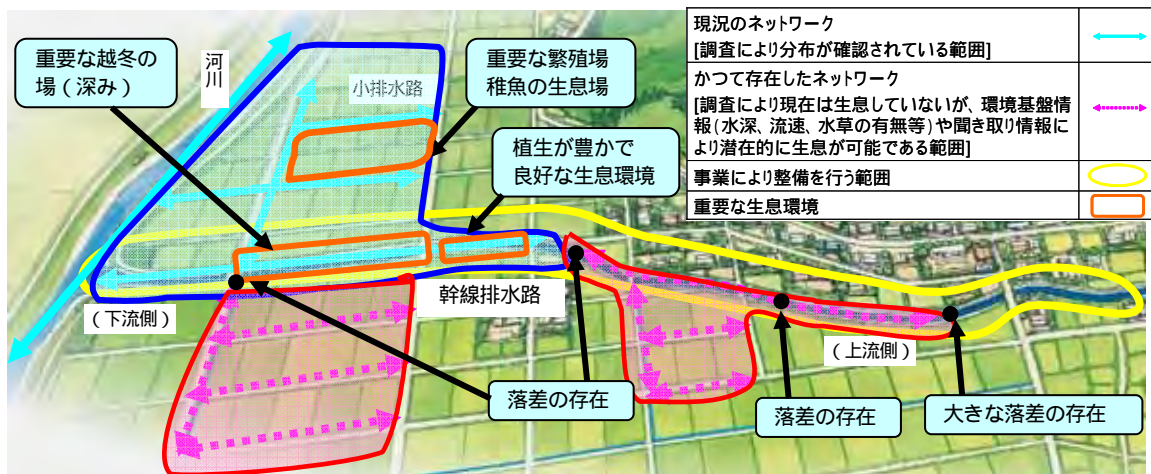 重要な越冬の
場(深み)
河川
小排水路
重要な繁殖場
稚魚の生息場
植生が豊かで
良好な生息環境
現況のネットワーク
[調査により分布が確認されている範囲]
かつて存在したネットワーク
[調査により現在は生息していないが、環境基盤情
報(水深、流速、水草の有無等)や聞き取り情報によ
り潜在的に生息が可能である範囲]
事業により整備を行う範囲
重要な生息環境
(下流側)
幹線排水路
(上流側)
落差の存在
落差の存在
大きな落差の存在